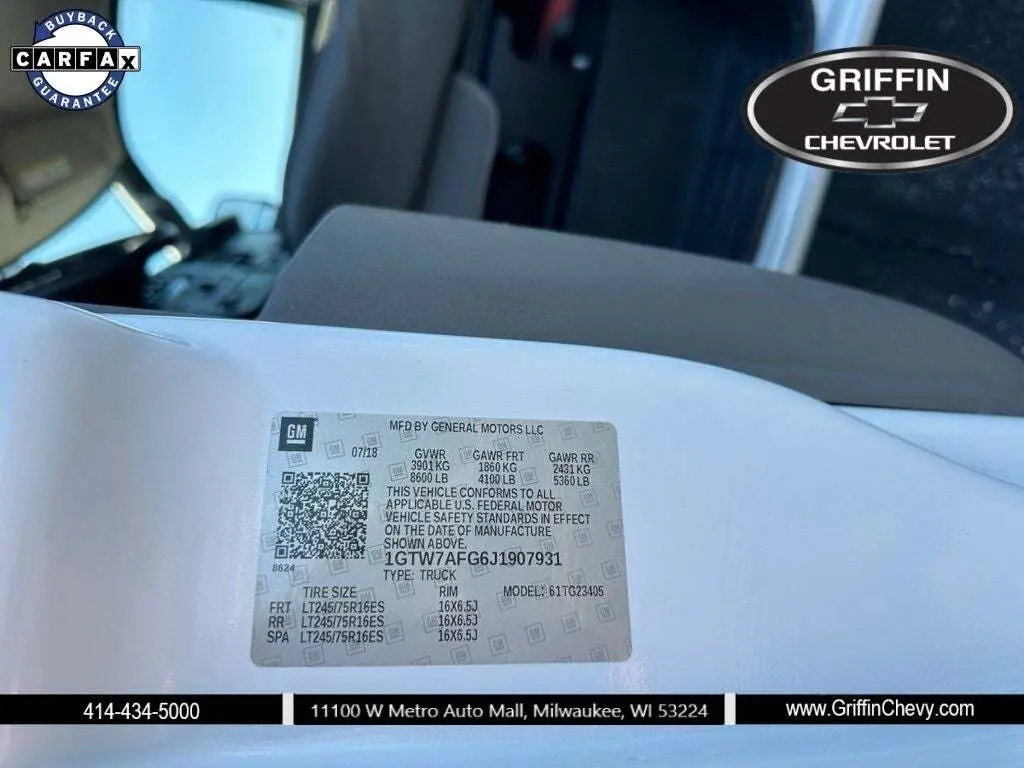 BUYBACK
CARFAX
GUARANTEE
GRIFFIN
CHEVROLET
GM
MFD BY GENERAL MOTORS LLC
07/18 GVWR GAWR FRT GAWR RR
3901 KG 1860 KG 2431 KG
8600 LB 4100 LB 5360 LB
THIS VEHICLE CONFORMS TO ALL
APPLICABLE U.S. FEDERAL MOTOR
VEHICLE SAFETY STANDARDS IN EFFECT
ON THE DATE OF MANUFACTURE
SHOWN ABOVE.
8624
1GTW7AFG6J1907931
TYPE: TRUCK
TIRE SIZE RIM MODEL: 61TG23405
FRT LT245/75R16ES 16X6.5J
RR LT245/75R16ES 16X6.5J
SPA LT245/75R16ES 16X6.5J
414-434-5000
11100 W Metro Auto Mall, Milwaukee, WI 53224
www.GriffinChevy.com